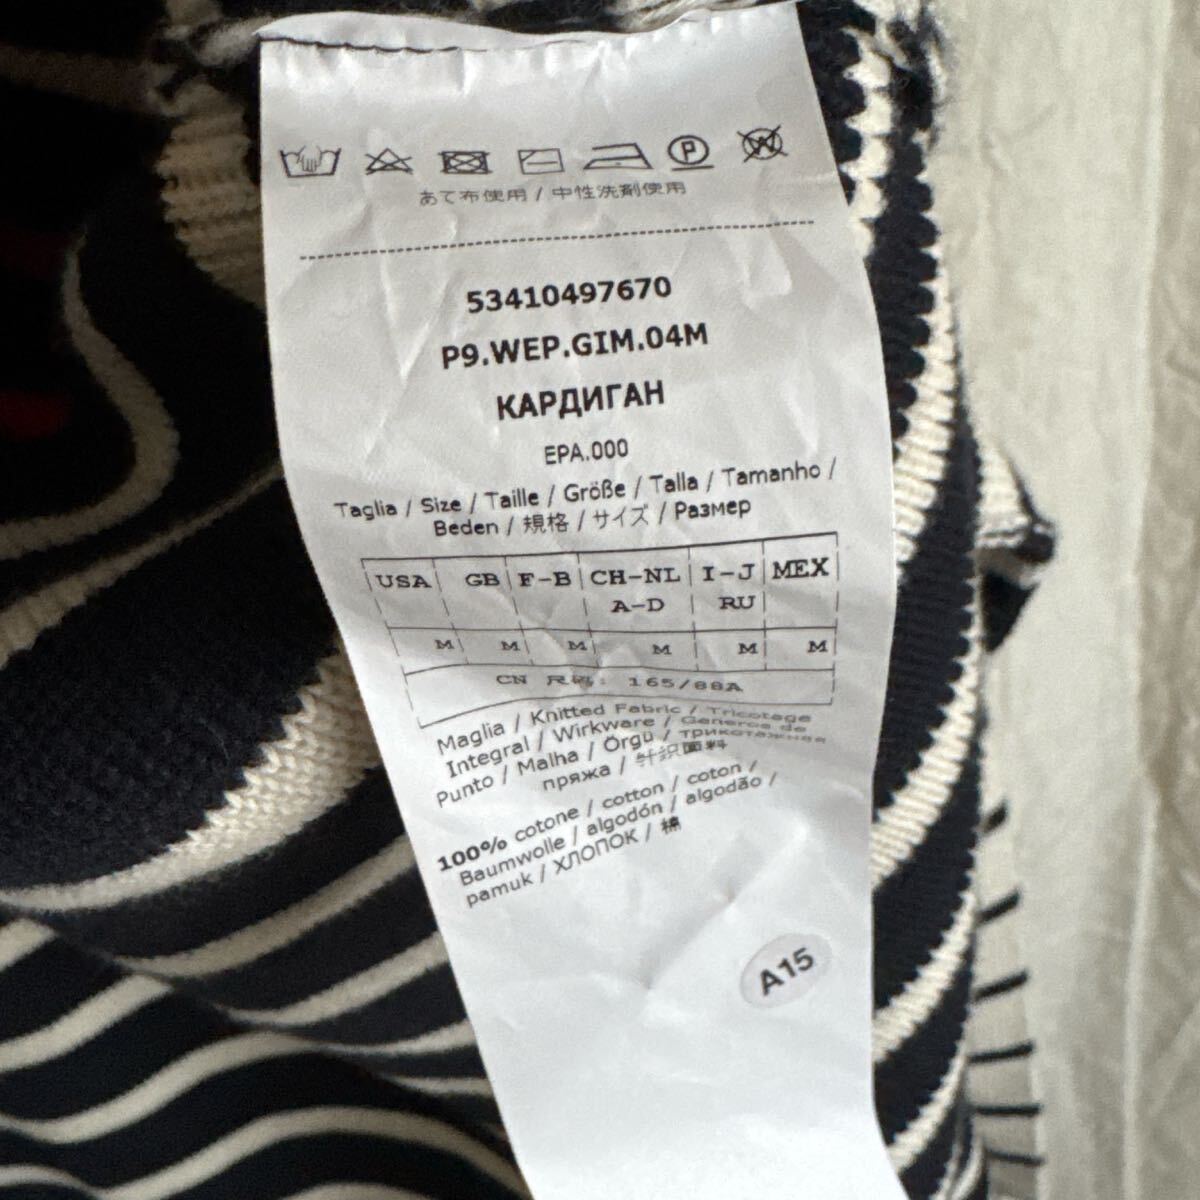 P W
あて布使用 / 中性洗剤使用
53410497670
P9.WEP.GIM.04M
КАРДИГАН
EPA.000
Taglia / Size / Taille / Größe / Talla / Tamanho /
Beden / 規格 / サイズ / Размер
USA GB F-B CH-NL I-J MEX
A-D RU
M M M M M M
CN 尺码: 165/88A
Maglia / Knitted Fabric / Tricotage
Integral / Wirkware / Generos de
Punto / Malha / Örgü / трикотажная
пряжа / 针织面料
100% cotone / cotton / coton /
Baumwolle / algodón / algodão /
pamuk / ХЛОПОК / 棉
A15